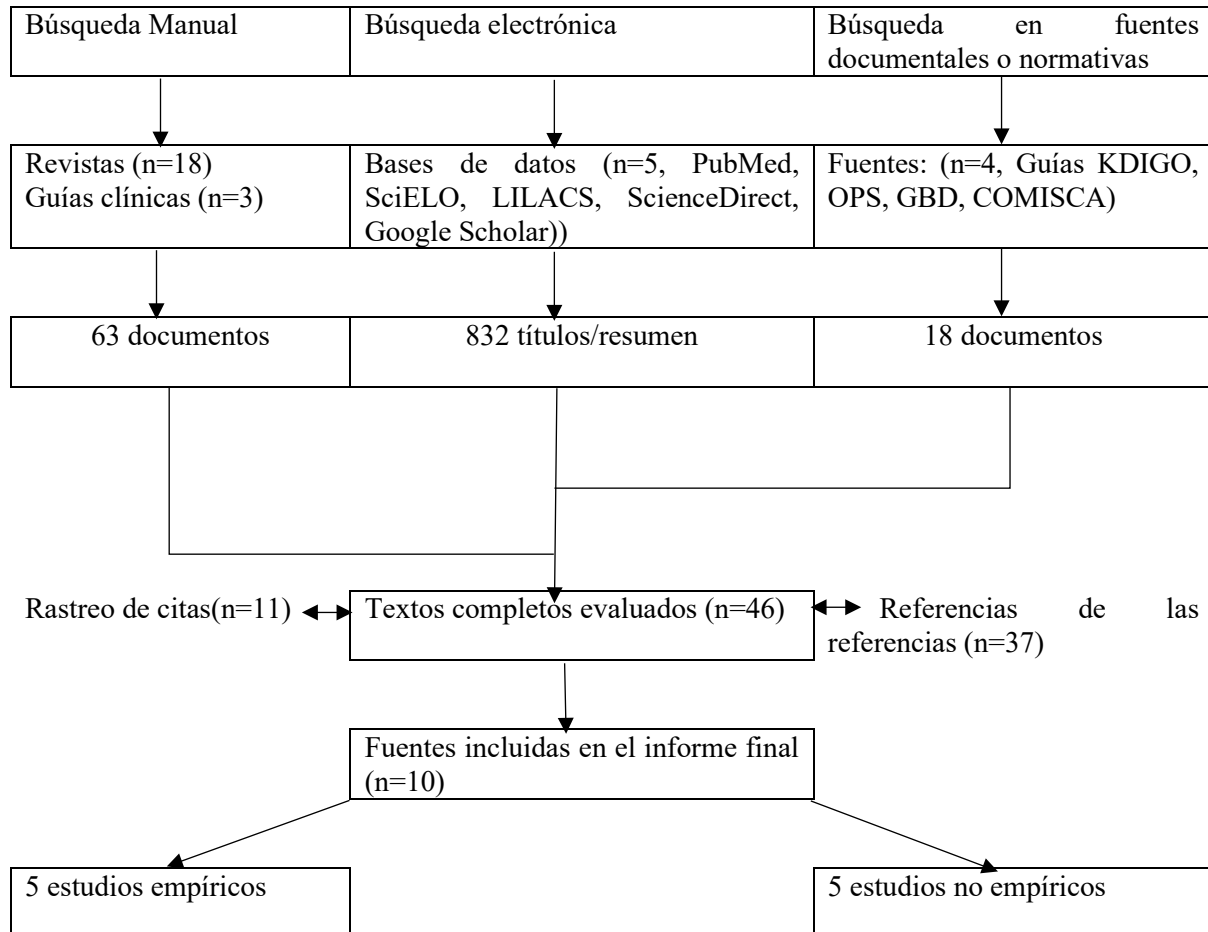 Búsqueda Manual
Búsqueda electrónica
Búsqueda en fuentes
documentales o normativas
Revistas (n=18)
Guías clínicas (n=3)
Bases de datos (n=5, PubMed,
SciELO, LILACS, ScienceDirect,
Google Scholar))
Fuentes: (n=4, Guías KDIGO,
OPS, GBD, COMISCA)
63 documentos
832 títulos/resumen
18 documentos
Rastreo de citas(n=11)
Textos completos evaluados (n=46)
Referencias de las
referencias (n=37)
Fuentes incluidas en el informe final
(n=10)
5 estudios empíricos
5 estudios no empíricos